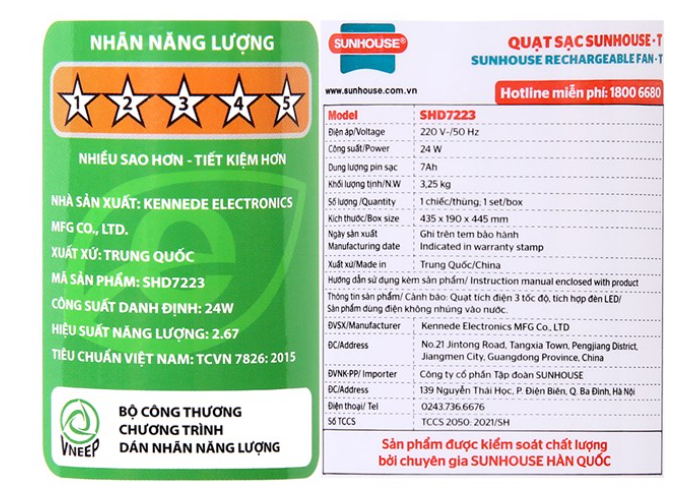 NHÃN NĂNG LƯỢNG
1 2 3 4 5
NHIỀU SAO HƠN - TIẾT KIỆM HƠN
NHÀ SẢN XUẤT: KENNEDE ELECTRONICS
MFG CO., LTD.
XUẤT XỨ: TRUNG QUỐC
MÃ SẢN PHẨM: SHD7223
CÔNG SUẤT DANH ĐỊNH: 24W
HIỆU SUẤT NĂNG LƯỢNG: 2.67
TIÊU CHUẨN VIỆT NAM: TCVN 7826: 2015
VNEEP
BỘ CÔNG THƯƠNG
CHƯƠNG TRÌNH
DÁN NHÃN NĂNG LƯỢNG
SUNHOUSE®
www.sunhouse.com.vn
QUẠT SẠC SUNHOUSE-T
SUNHOUSE RECHARGEABLE FAN-T
Hotline miễn phí: 1800 6680
Model SHD7223
Điện áp/Voltage 220 V~/50 Hz
Công suất/Power 24 W
Dung lượng pin sạc 7Ah
Khối lượng tịnh/N.W 3,25 kg
Số lượng /Quantity 1 chiếc/thùng; 1 set/box
Kích thước/Box size 435 x 190 x 445 mm
Ngày sản xuất Ghi trên tem bảo hành
Manufacturing date Indicated in warranty stamp
Xuất xứ/Made in Trung Quốc/China
Hướng dẫn sử dụng kèm sản phẩm/ Instruction manual enclosed with product
Thông tin sản phẩm/ Cảnh báo: Quạt tích điện 3 tốc độ, tích hợp đèn LED/
Sản phẩm dùng điện không nhúng vào nước.
ĐVSX/Manufacturer Kennede Electronics MFG Co., LTD
ĐC/Address No.21 Jintong Road, Tangxia Town, Pengjiang District,
Jiangmen City, Guangdong Province, China
ĐVNK-PP/ Importer Công ty cổ phần Tập đoàn SUNHOUSE
ĐC/Address 139 Nguyễn Thái Học, P. Điện Biên, Q. Ba Đình, Hà Nội
Điện thoại/ Tel 0243.736.6676
Số TCCS TCCS 2050: 2021/SH
Sản phẩm được kiểm soát chất lượng
bởi chuyên gia SUNHOUSE HÀN QUỐC